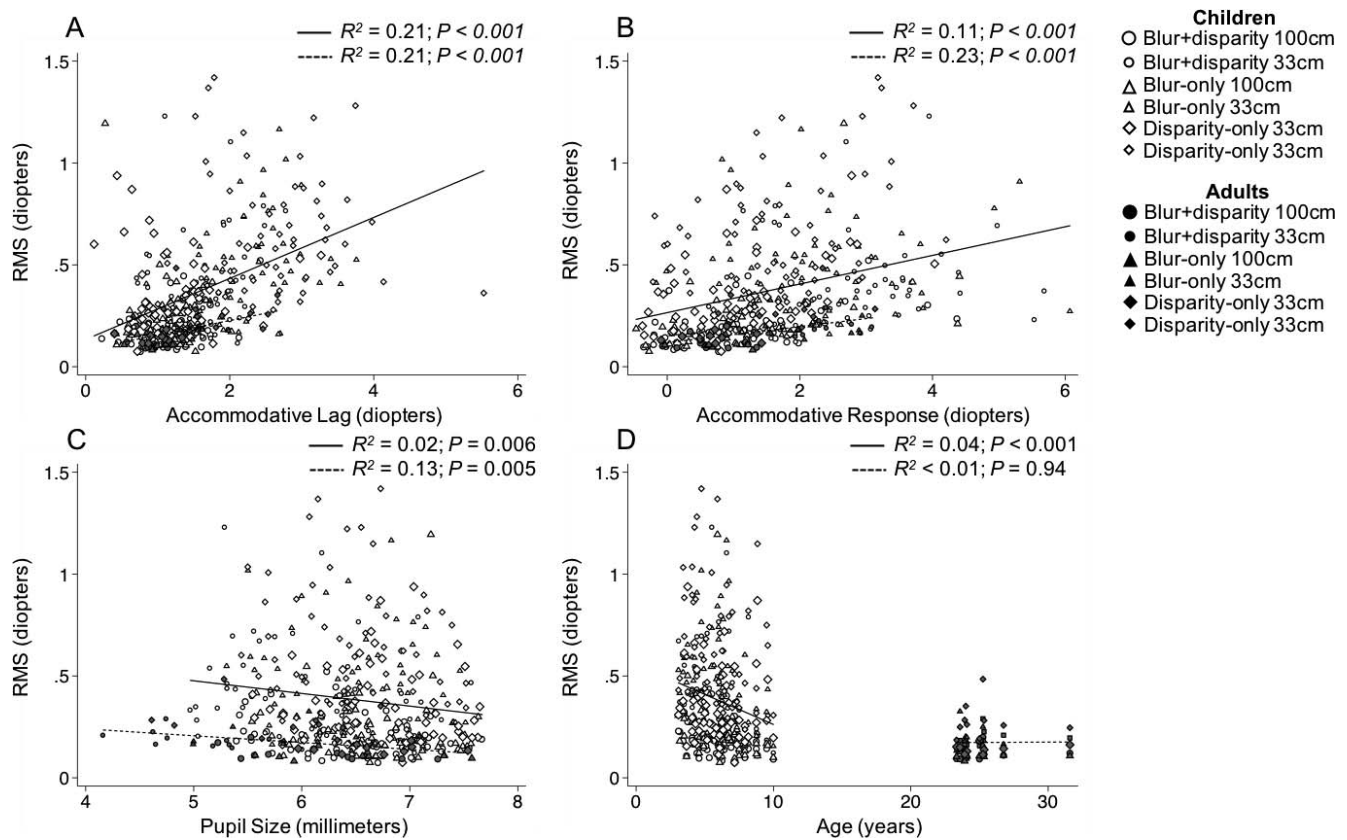 A
R² = 0.21; P < 0.001
R² = 0.21; P < 0.001
1.5
1
.5
0
RMS (diopters)
0 2 4 6
Accommodative Lag (diopters)
B
R² = 0.11; P < 0.001
R² = 0.23; P < 0.001
1.5
1
.5
0
RMS (diopters)
0 2 4 6
Accommodative Response (diopters)
Children
Blur+disparity 100cm
Blur+disparity 33cm
Blur-only 100cm
Blur-only 33cm
Disparity-only 33cm
Disparity-only 33cm
Adults
Blur+disparity 100cm
Blur+disparity 33cm
Blur-only 100cm
Blur-only 33cm
Disparity-only 33cm
Disparity-only 33cm
C
R² = 0.02; P = 0.006
R² = 0.13; P = 0.005
1.5
1
.5
0
RMS (diopters)
4 5 6 7 8
Pupil Size (millimeters)
D
R² = 0.04; P < 0.001
R² < 0.01; P = 0.94
1.5
1
.5
0
RMS (diopters)
0 10 20 30
Age (years)